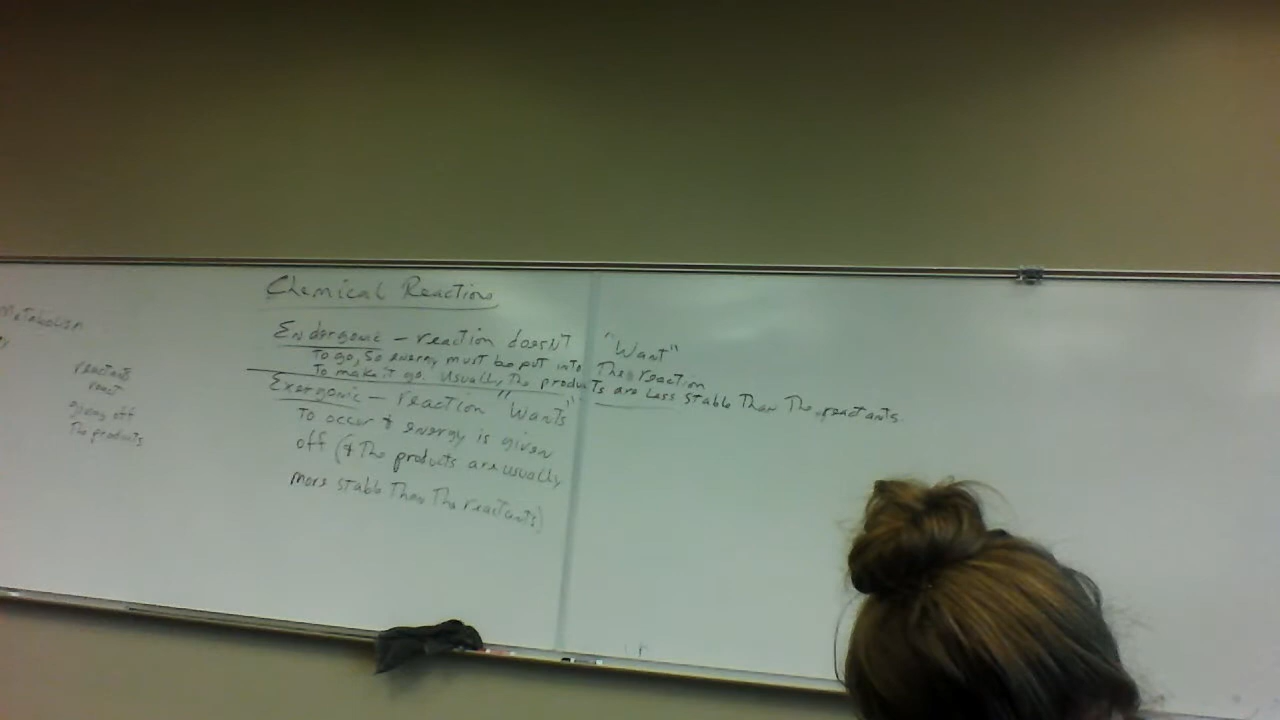 Metabolism
reactants
react
giving off
The products
Chemical Reactions
Endergonic – reaction doesn't "Want"
To go, So energy must be put into The reaction
To make it go. Usually, The products are Less Stable Than The reactants.
Exergonic – reaction "Wants"
To occur & energy is given
off (& The products are usually
more stable Than The reactants)